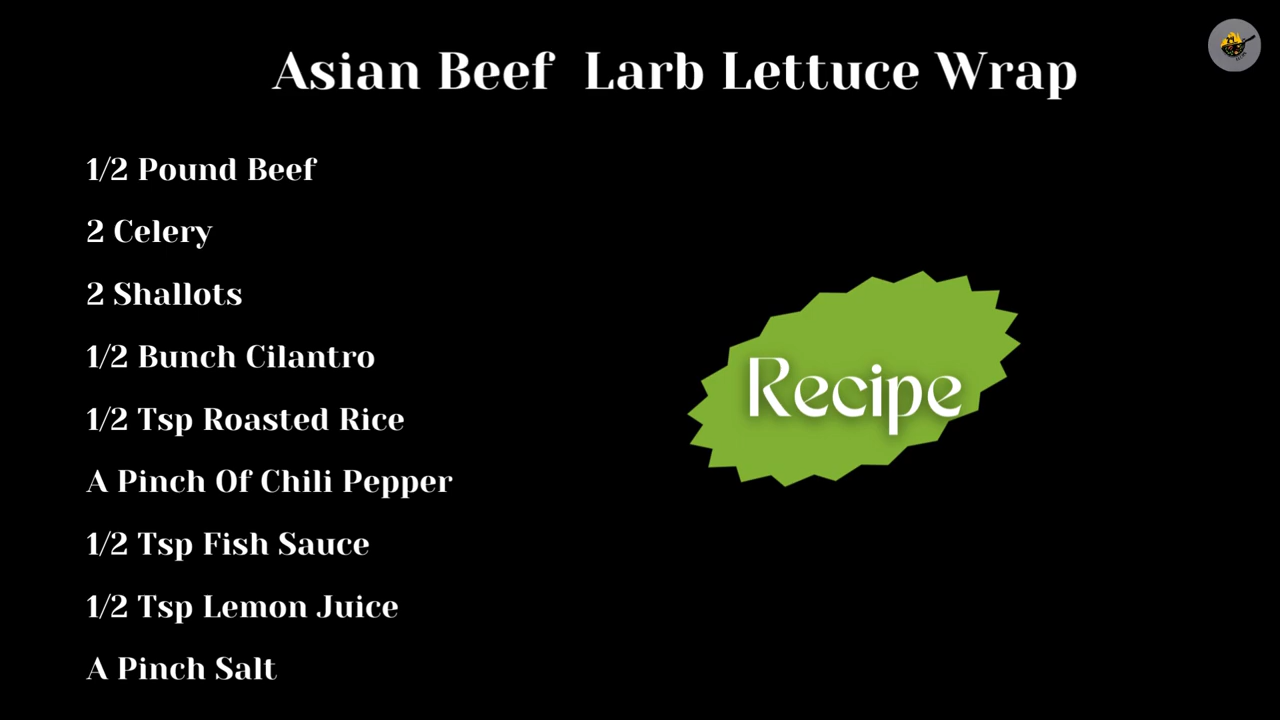 Asian Beef Larb Lettuce Wrap
1/2 Pound Beef
2 Celery
2 Shallots
1/2 Bunch Cilantro
1/2 Tsp Roasted Rice
A Pinch Of Chili Pepper
1/2 Tsp Fish Sauce
1/2 Tsp Lemon Juice
A Pinch Salt
Recipe